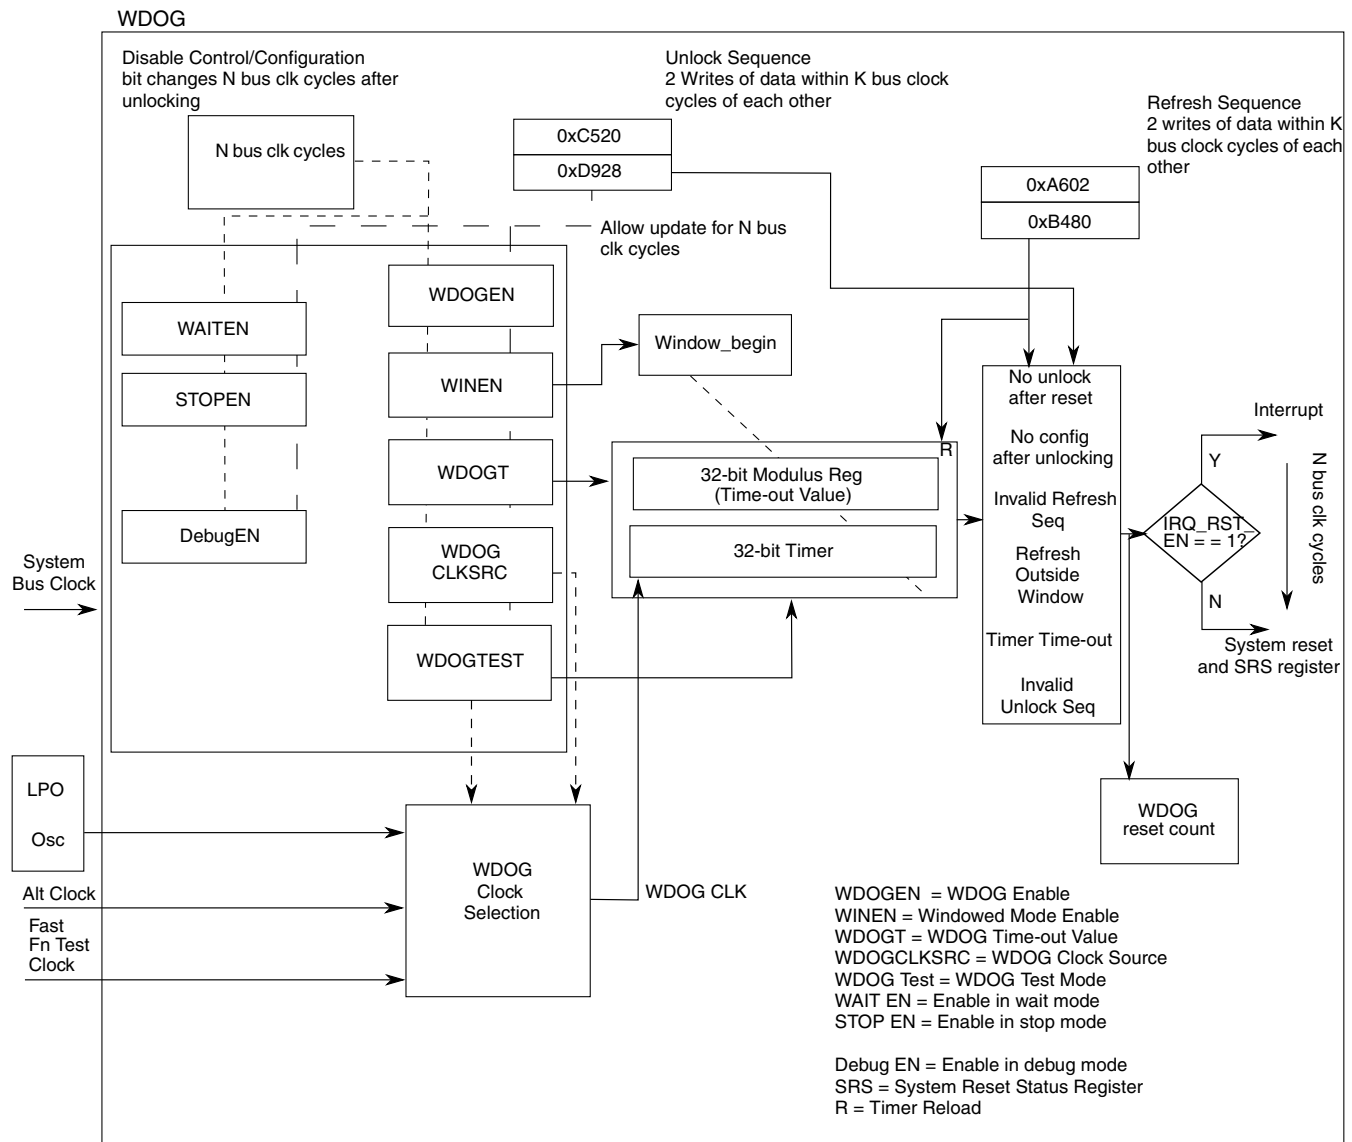 WDOG
Disable Control/Configuration
bit changes N bus clk cycles after
unlocking
Unlock Sequence
2 Writes of data within K bus clock
cycles of each other
Refresh Sequence
2 writes of data within K
bus clock cycles of each
other
N bus clk cycles
0xC520
0xD928
0xA602
0xB480
Allow update for N bus
clk cycles
WDOGEN
WAITEN
WINEN
STOPEN
WDOGT
DebugEN
WDOG
CLKSRC
WDOGTEST
Window_begin
R
32-bit Modulus Reg
(Time-out Value)
32-bit Timer
No unlock
after reset
No config
after unlocking
Invalid Refresh
Seq
Refresh
Outside
Window
Timer Time-out
Invalid
Unlock Seq
Interrupt
Y
IRQ_RST_
EN = = 1?
N
N bus clk cycles
System reset
and SRS register
System
Bus Clock
LPO
Osc
Alt Clock
Fast
Fn Test
Clock
WDOG
Clock
Selection
WDOG CLK
WDOG
reset count
WDOGEN = WDOG Enable
WINEN = Windowed Mode Enable
WDOGT = WDOG Time-out Value
WDOGCLKSRC = WDOG Clock Source
WDOG Test = WDOG Test Mode
WAIT EN = Enable in wait mode
STOP EN = Enable in stop mode
Debug EN = Enable in debug mode
SRS = System Reset Status Register
R = Timer Reload